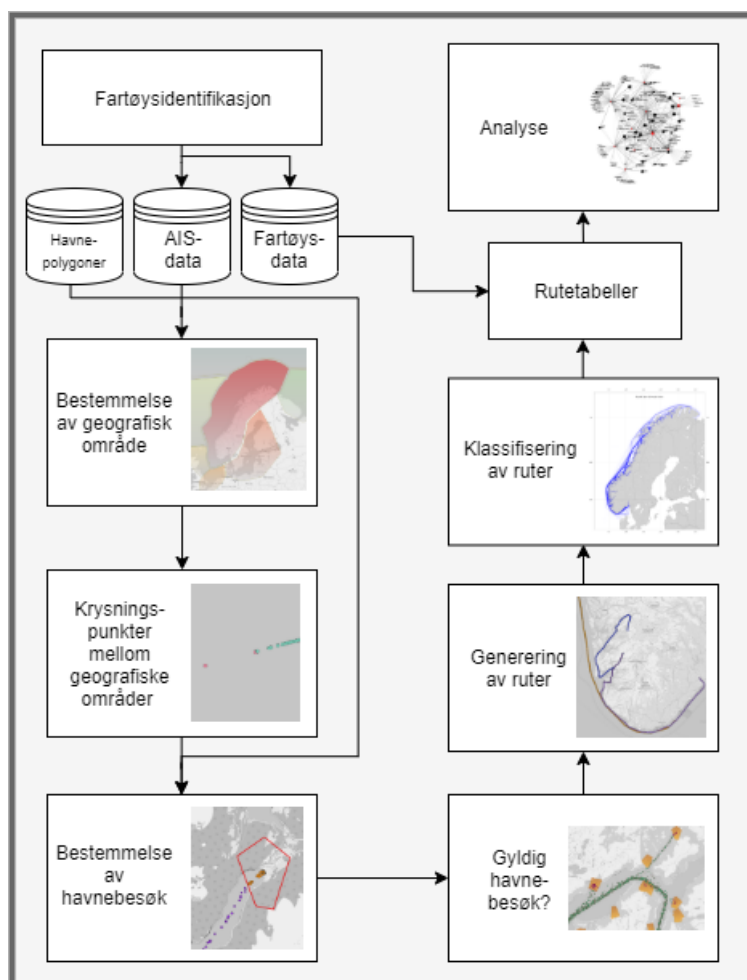 Fartøysidentifikasjon
Havne-
polygoner
AIS-
data
Fartøys-
data
Bestemmelse
av geografisk
område
Krysnings-
punkter
mellom
geografiske
områder
Bestemmelse
av
havnebesøk
Gyldig
havne-
besøk?
Generering
av ruter
Klassifisering
av ruter
Rutetabeller
Analyse